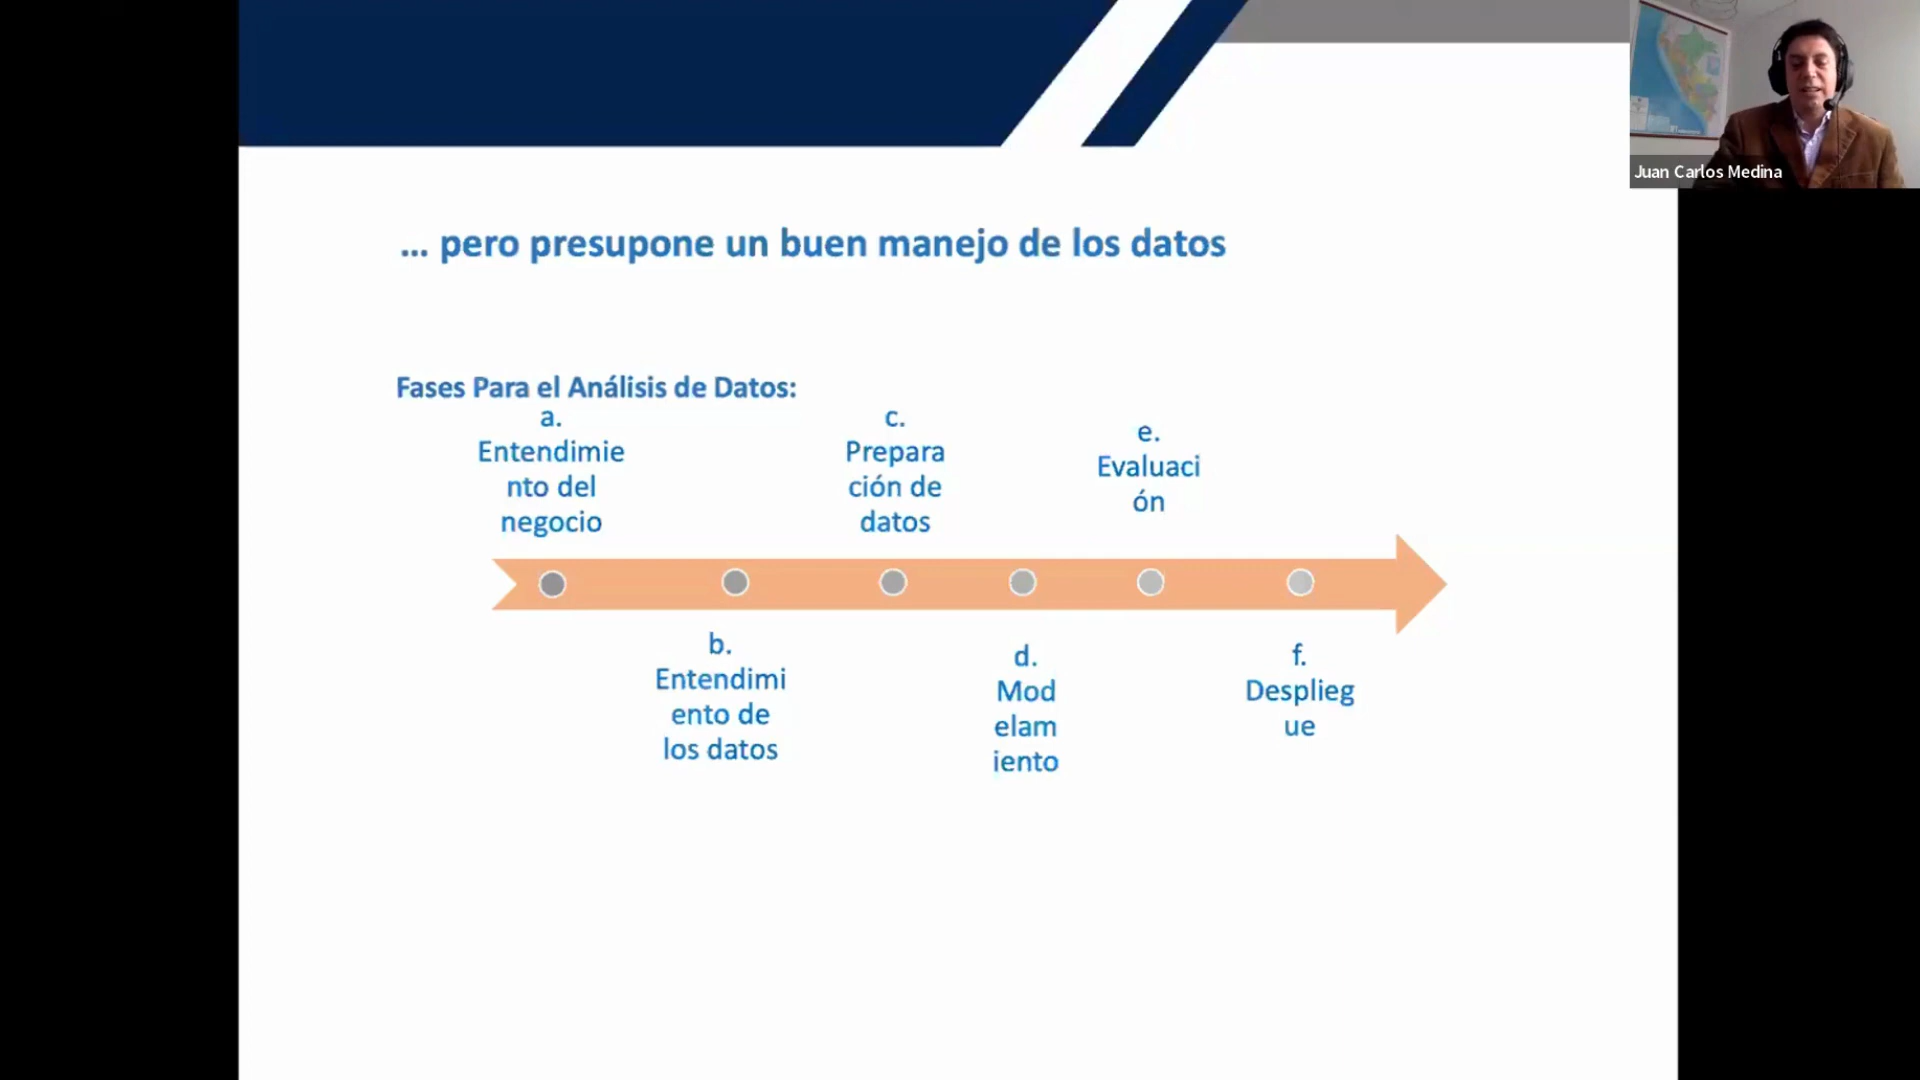 Juan Carlos Medina
... pero presupone un buen manejo de los datos
Fases Para el Análisis de Datos:
a.
Entendimie
nto del
negocio
b.
Entendimi
ento de
los datos
c.
Prepara
ción de
datos
d.
Mod
elam
iento
e.
Evaluaci
ón
f.
Desplieg
ue